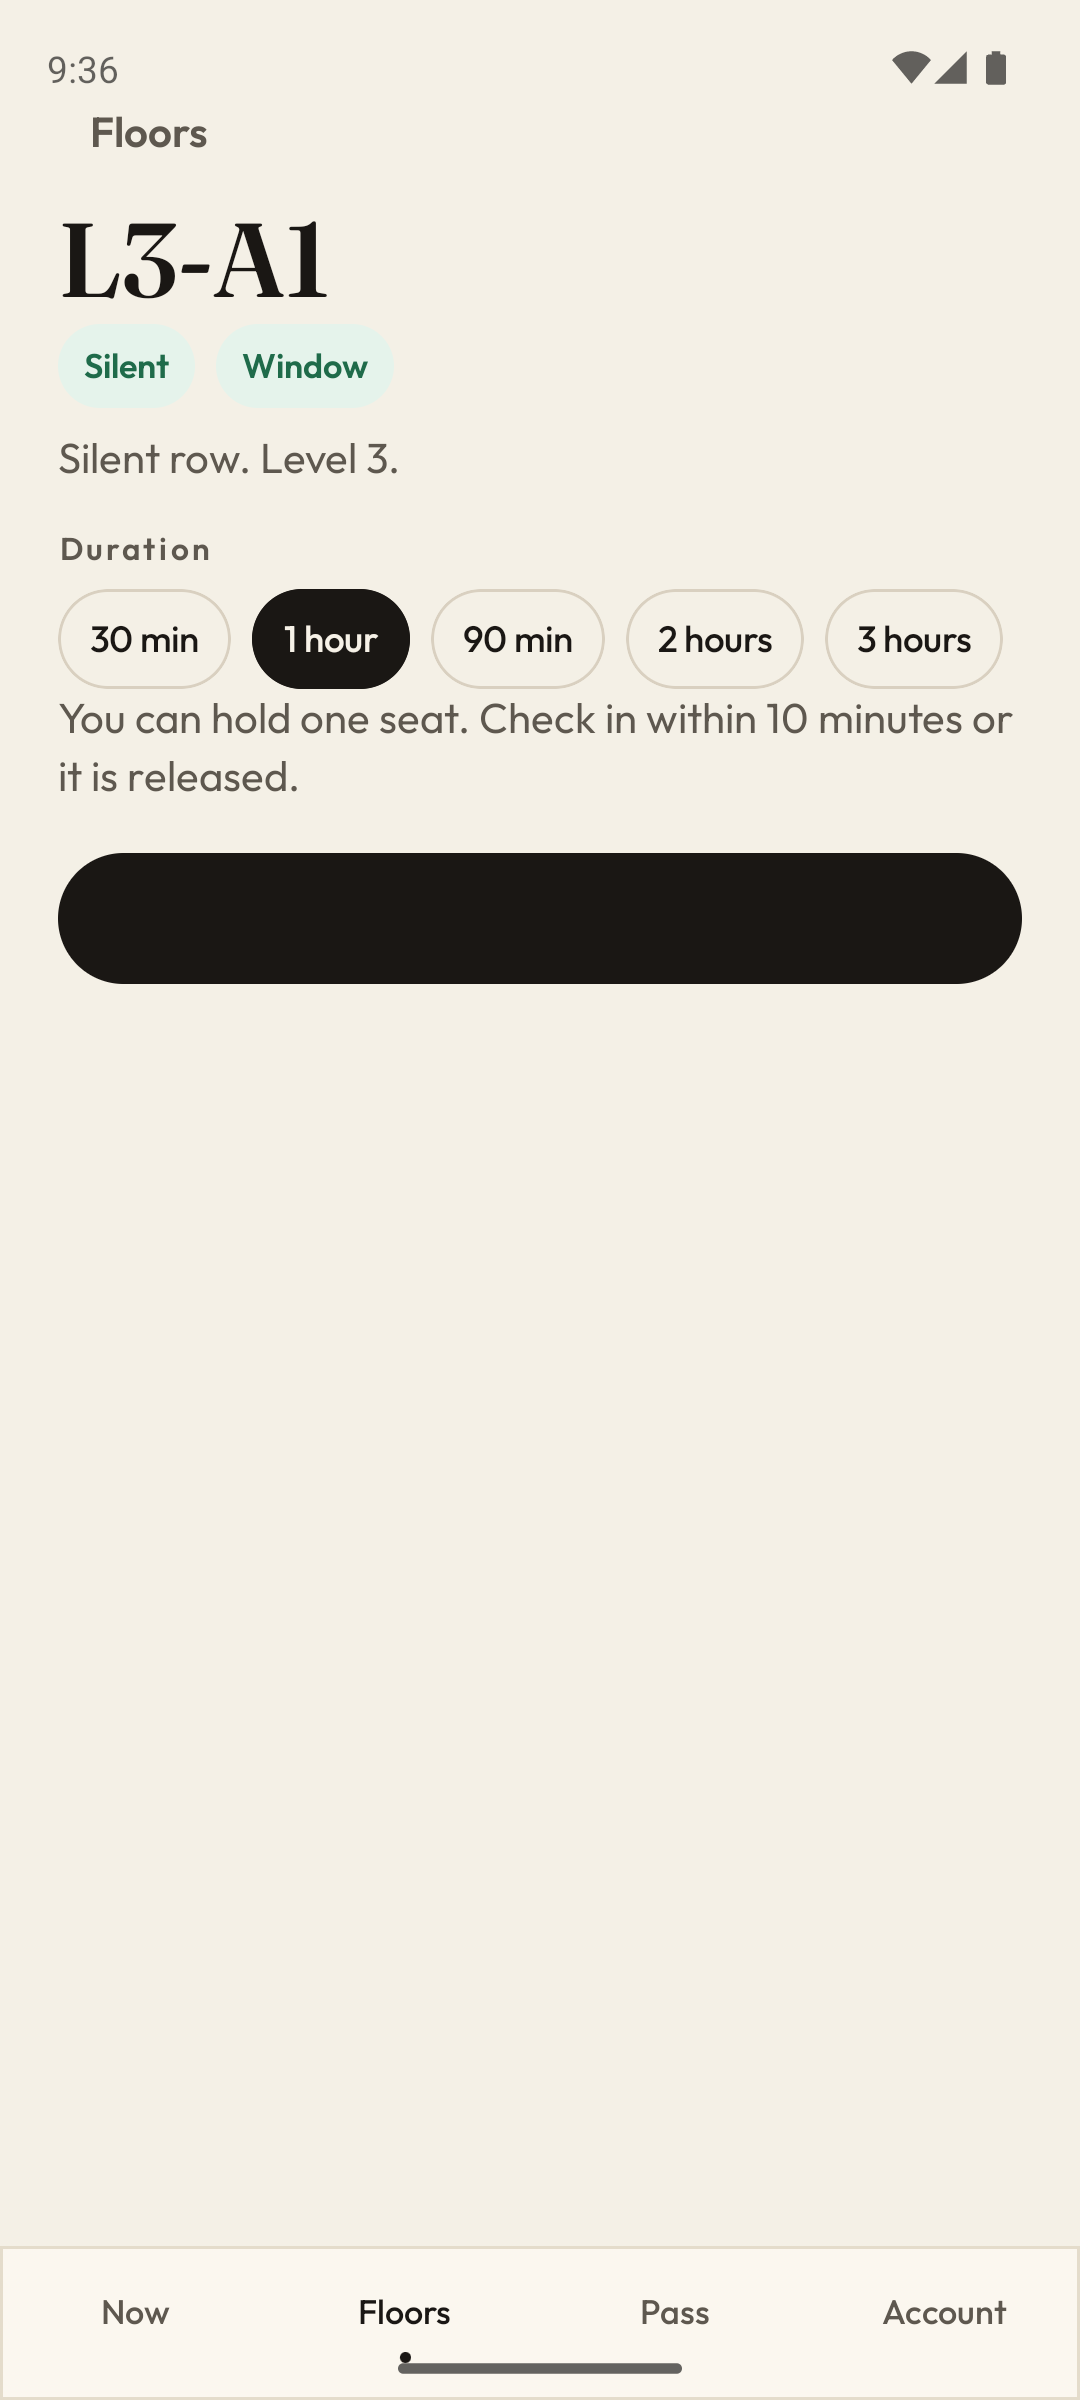 9:36
Floors
L3-A1
Silent Window
Silent row. Level 3.
Duration
30 min 1 hour 90 min 2 hours 3 hours
You can hold one seat. Check in within 10 minutes or
it is released.
Now Floors Pass Account